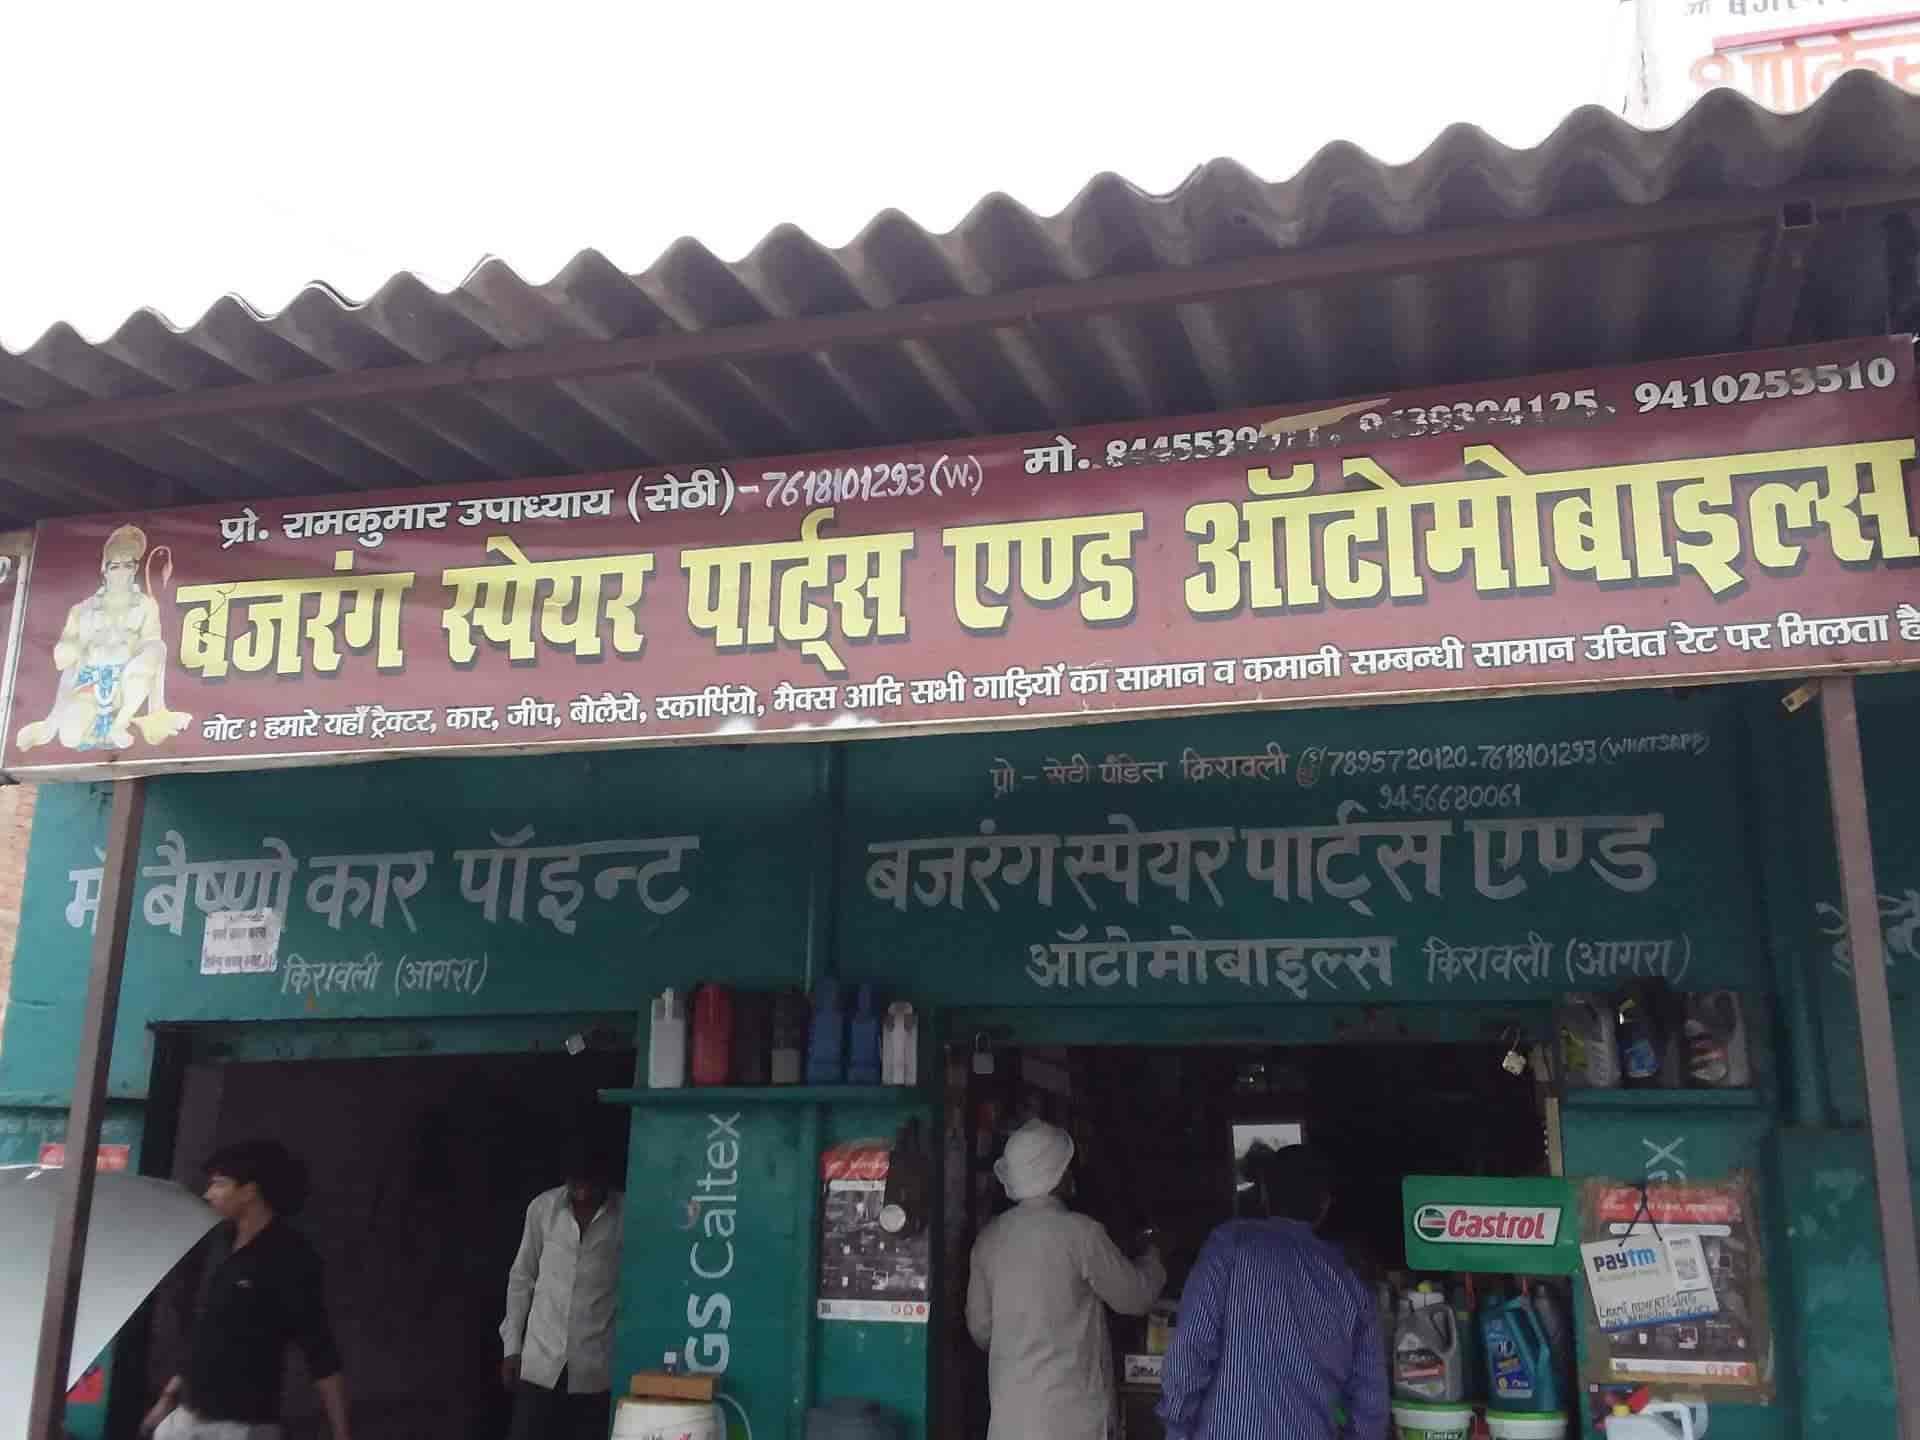 प्रो. रामकुमार उपाध्याय (सेठी)-7618101293 (W.) मो. 9410253510
बजरंग स्पेयर पार्ट्स एण्ड ऑटोमोबाइल्स
नोट : हमारे यहाँ ट्रैक्टर, कार, जीप, बोलैरो, स्कार्पियो, मैक्स आदि सभी गाड़ियों का सामान व कमानी सम्बन्धी सामान उचित रेट पर मिलता है
प्रो - सेठी पंडित किरावली 7895720120.7618101293 (WHATSAPP)
9456680061
माँ बैष्णो कार पॉइन्ट
किरावली (आगरा)
बजरंग स्पेयर पार्ट्स एण्ड
ऑटोमोबाइल्स किरावली (आगरा)
GS Caltex
Castrol
paytm